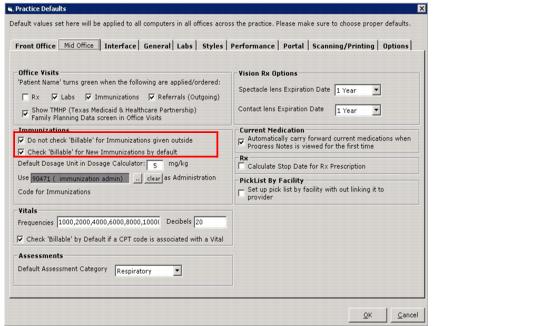 Practice Defaults
Default values set here will be applied to all computers in all offices across the practice. Please make sure to choose proper defaults.
Front Office Mid Office Interface General Labs Styles Performance Portal Scanning/Printing Options
Office Visits
'Patient Name' turns green when the following are applied/ordered:
Rx Labs Immunizations Referrals (Outgoing)
Show TMHP (Texas Medicaid & Healthcare Partnership)
Family Planning Data screen in Office Visits
Immunizations
Do not check 'Billable' for Immunizations given outside
Check 'Billable' for New Immunizations by default
Default Dosage Unit in Dosage Calculator: 5 mg/kg
Use 90471 ( immunization admin) .. clear as Administration
Code for Immunizations
Vitals
Frequencies 1000,2000,4000,6000,8000,1000( Decibels 20
Check 'Billable' by Default if a CPT code is associated with a Vital
Assessments
Default Assessment Category Respiratory
Vision Rx Options
Spectacle lens Expiration Date 1 Year
Contact lens Expiration Date 1 Year
Current Medication
Automatically carry forward current medications when
Progress Notes is viewed for the first time
Rx
Calculate Stop Date for Rx Prescription
PickList By Facility
Set up pick list by facility with out linking it to
provider
OK Cancel